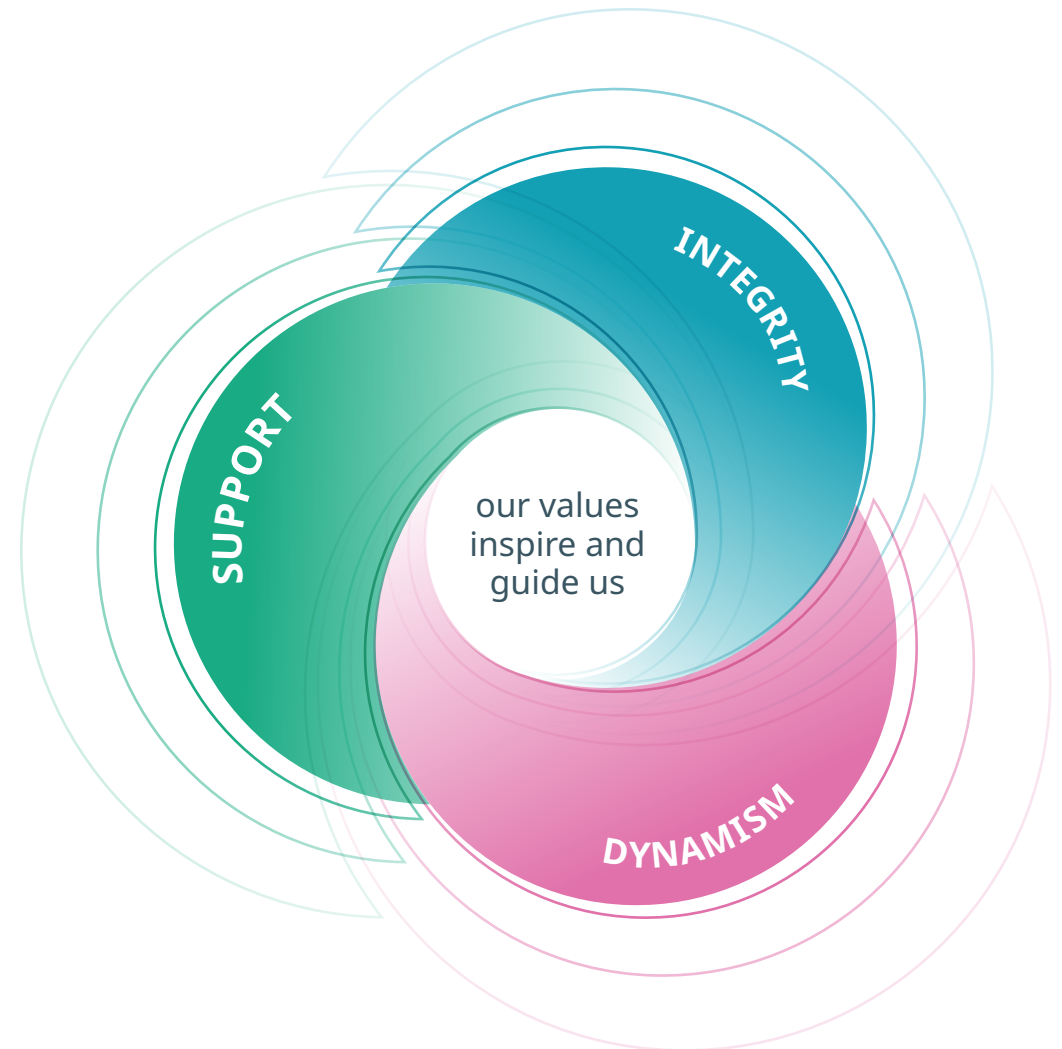 INTEGRITY
SUPPORT
our values
inspire and
guide us
DYNAMISM